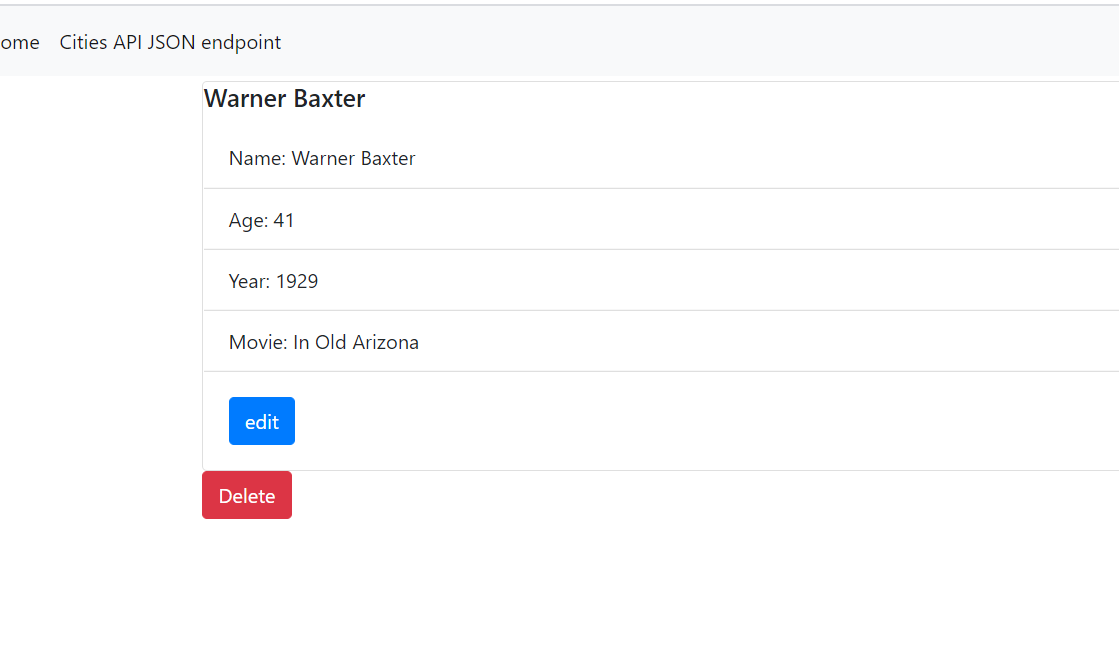 ome Cities API JSON endpoint
Warner Baxter
Name: Warner Baxter
Age: 41
Year: 1929
Movie: In Old Arizona
edit
Delete